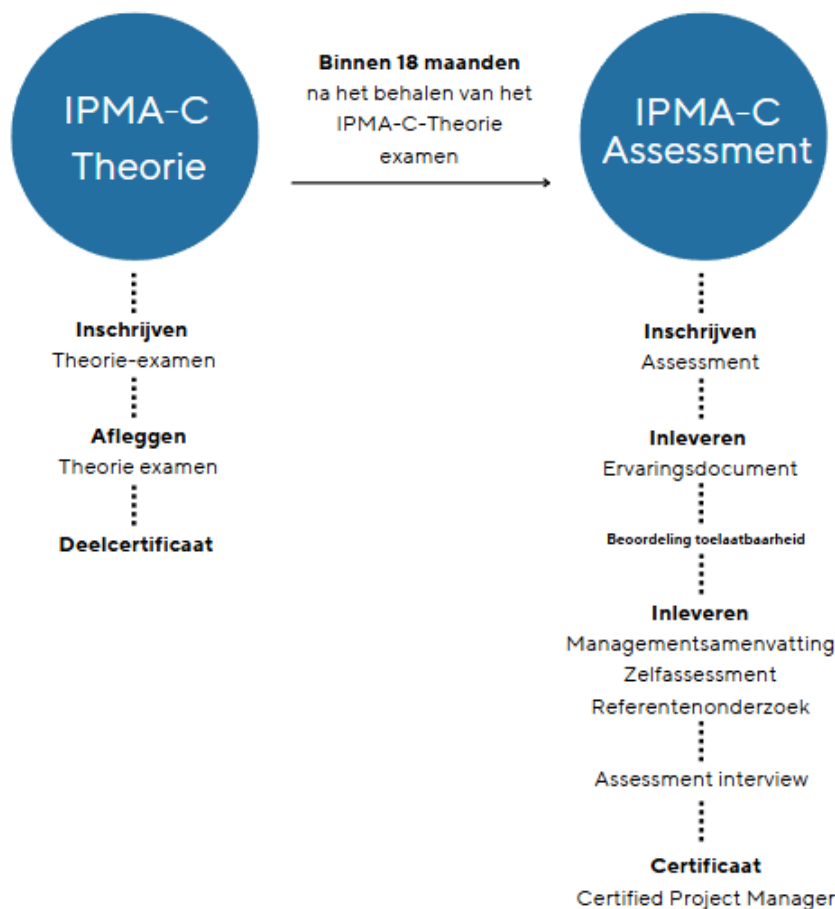 IPMA-C
Theorie
Binnen 18 maanden
na het behalen van het
IPMA-C-Theorie
examen
IPMA-C
Assessment
Inschrijven
Theorie-examen
Afleggen
Theorie examen
Deelcertificaat
Inschrijven
Assessment
Inleveren
Ervaringsdocument
Beoordeling toelaatbaarheid
Inleveren
Managementsamenvatting
Zelfassessment
Referentenonderzoek
Assessment interview
Certificaat
Certified Project Manager